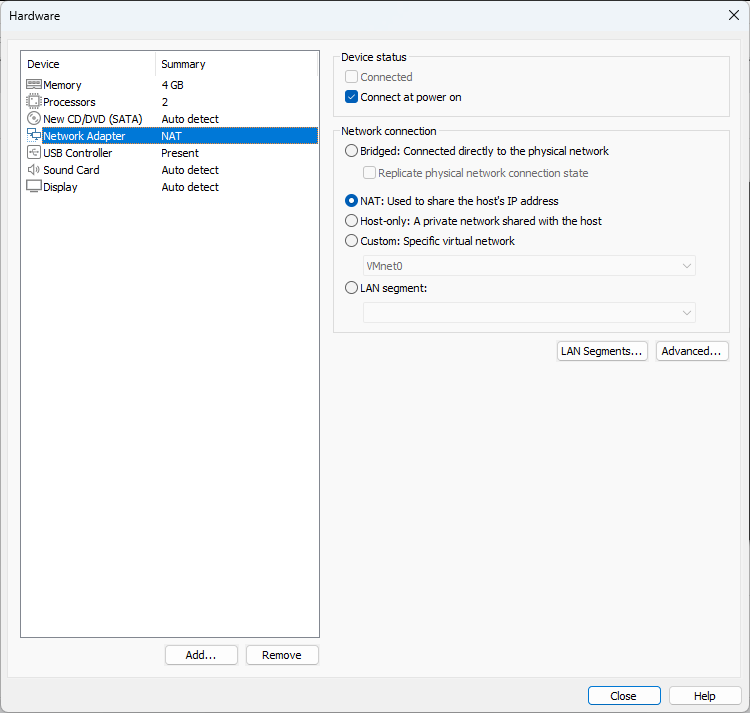 Hardware
Device Summary
Memory 4 GB
Processors 2
New CD/DVD (SATA) Auto detect
Network Adapter NAT
USB Controller Present
Sound Card Auto detect
Display Auto detect
Add... Remove
Device status
Connected
Connect at power on
Network connection
Bridged: Connected directly to the physical network
Replicate physical network connection state
NAT: Used to share the host's IP address
Host-only: A private network shared with the host
Custom: Specific virtual network
VMnet0
LAN segment:
LAN Segments... Advanced...
Close Help